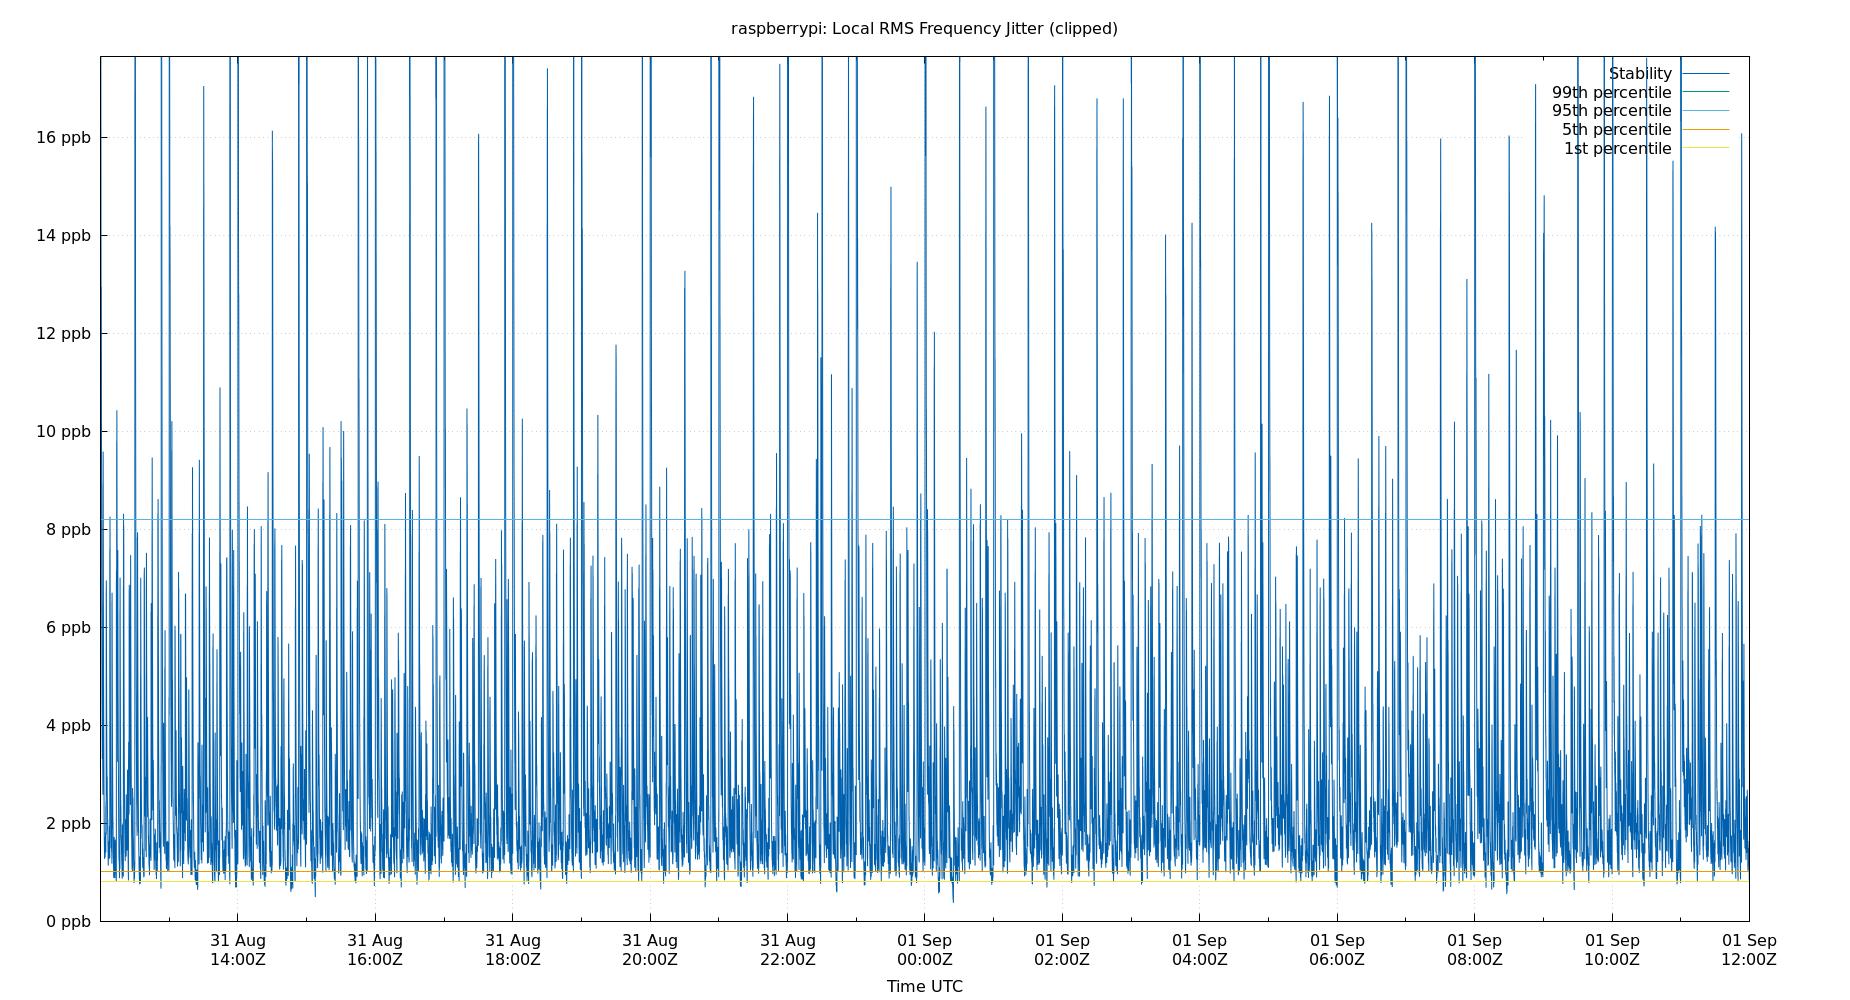 raspberrypi: Local RMS Frequency Jitter (clipped)
Stability
99th percentile
95th percentile
5th percentile
1st percentile
16 ppb
14 ppb
12 ppb
10 ppb
8 ppb
6 ppb
4 ppb
2 ppb
0 ppb
31 Aug 31 Aug 31 Aug 31 Aug 31 Aug 01 Sep 01 Sep 01 Sep 01 Sep 01 Sep 01 Sep 01 Sep
14:00Z 16:00Z 18:00Z 20:00Z 22:00Z 00:00Z 02:00Z 04:00Z 06:00Z 08:00Z 10:00Z 12:00Z
Time UTC